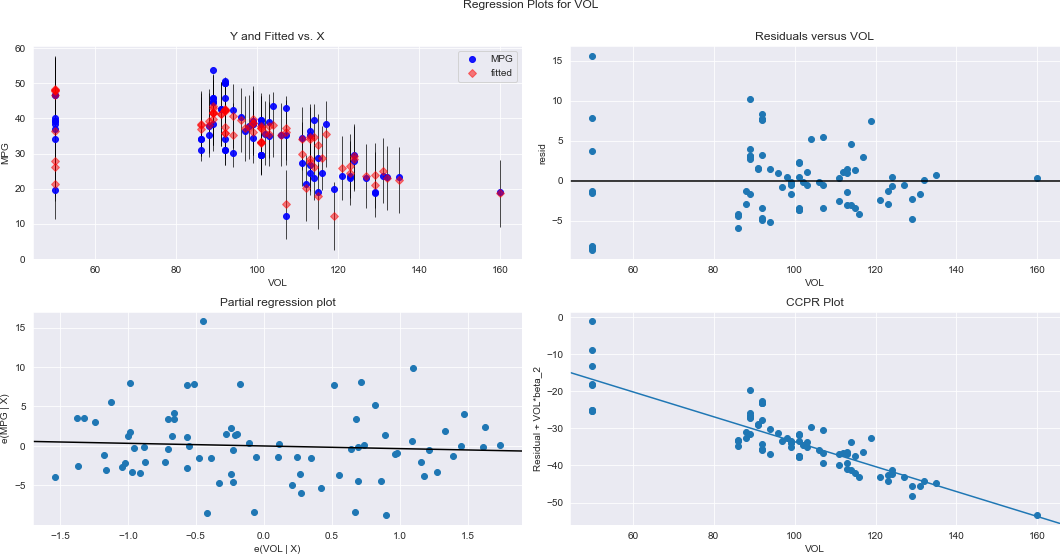 Regression Plots for VOL
Y and Fitted vs. X
MPG
fitted
60
50
40
30
20
10
0
MPG
60 80 100 120 140 160
VOL
Residuals versus VOL
15
10
5
0
−5
resid
60 80 100 120 140 160
VOL
Partial regression plot
15
10
5
0
−5
e(MPG | X)
−1.5 −1.0 −0.5 0.0 0.5 1.0 1.5
e(VOL | X)
CCPR Plot
0
−10
−20
−30
−40
−50
Residual + VOL*beta_2
60 80 100 120 140 160
VOL